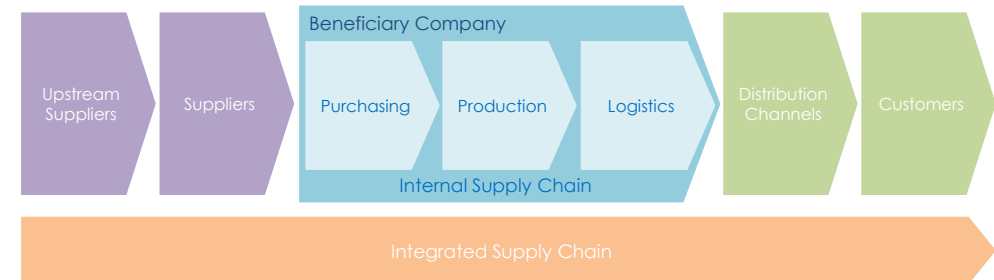 Beneficiary Company
Upstream
Suppliers
Suppliers
Purchasing
Production
Logistics
Distribution
Channels
Customers
Internal Supply Chain
Integrated Supply Chain